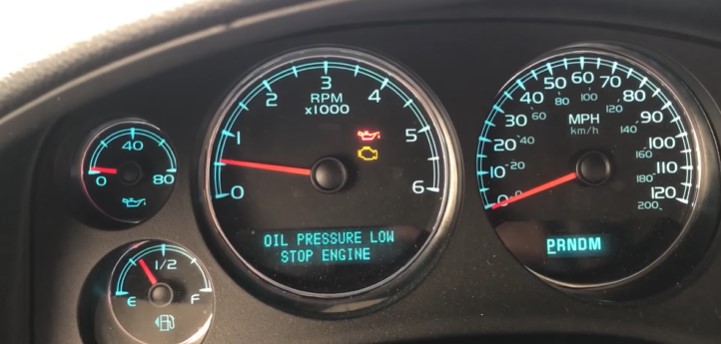 40
0 80
1/2
E F
3
2 4
RPM
x1000
1 5
0 6
OIL PRESSURE LOW
STOP ENGINE
50 60 70
40 80 100 120 80
30 60 MPH 90
km/h 140
20 40 100
160
10 20 110
180
0 0 120
200
PRNDM